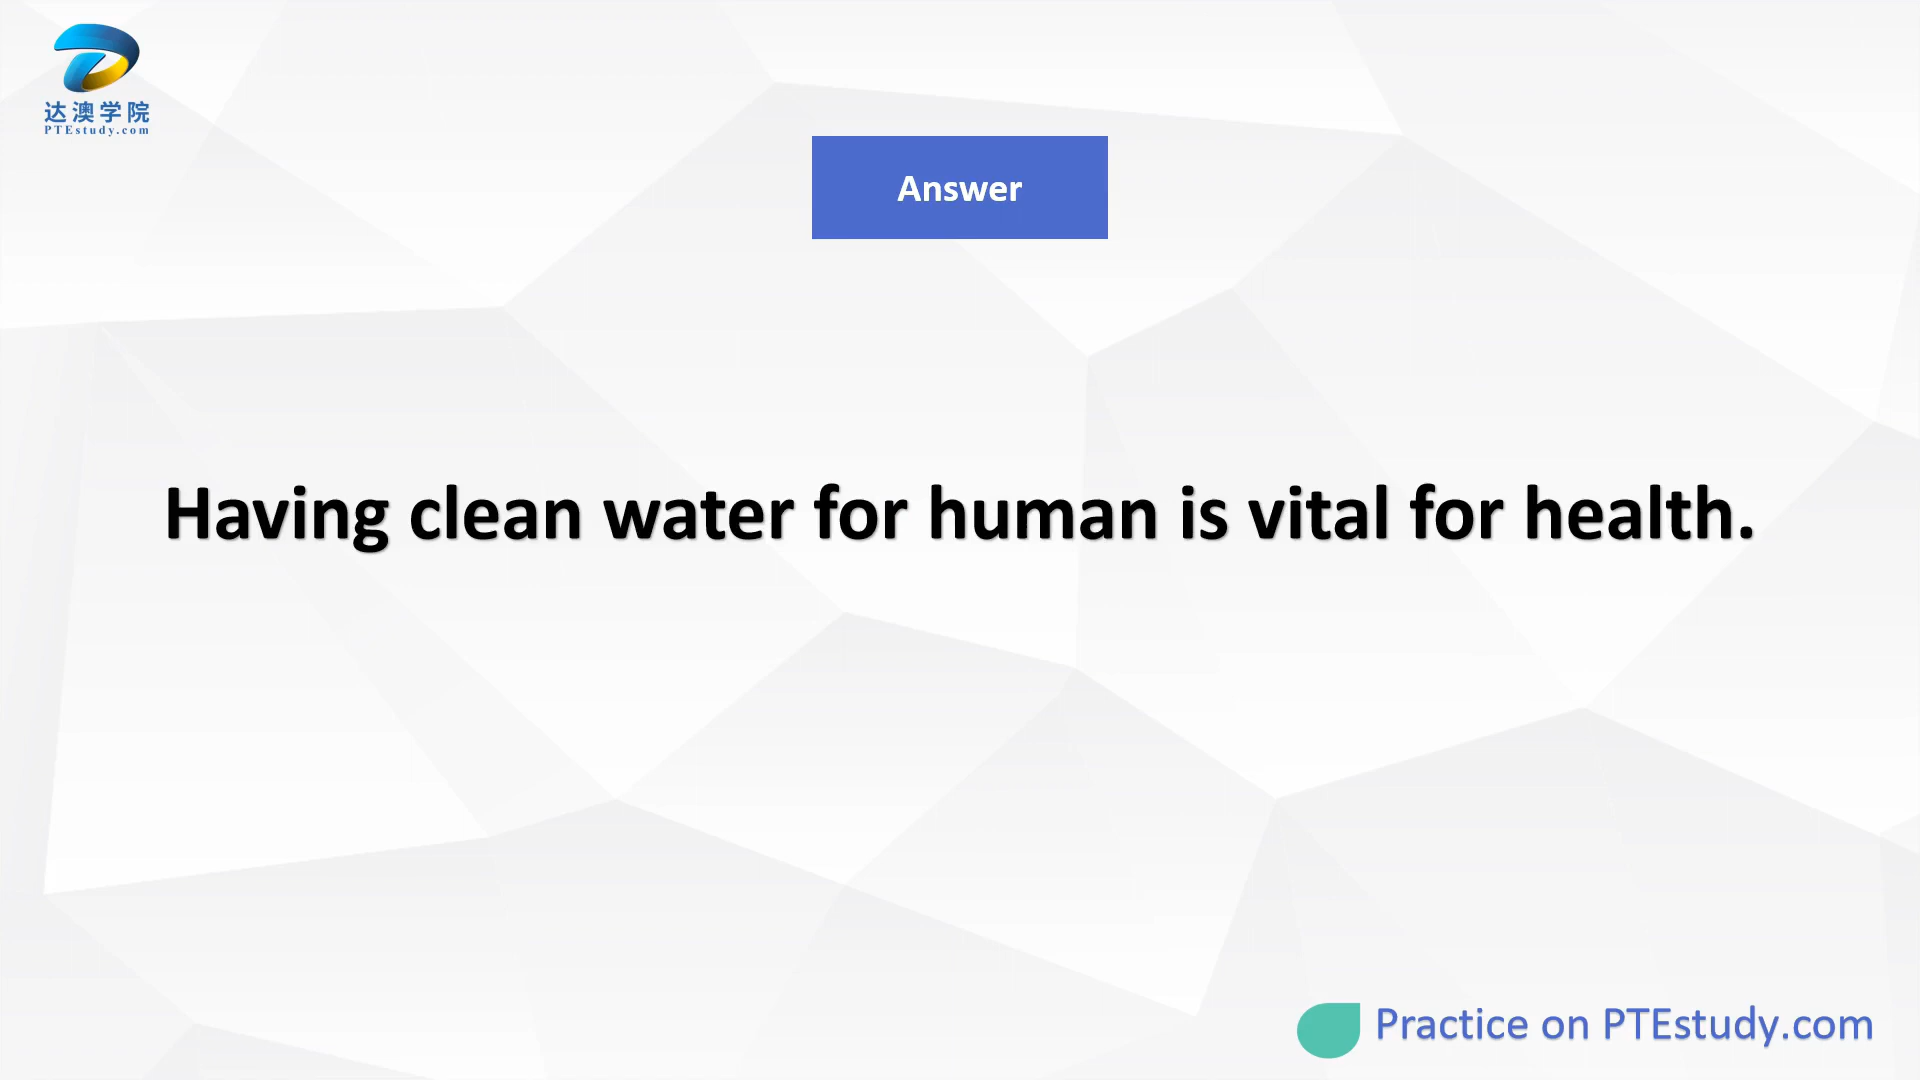 达澳学院
PTEstudy.com
Answer
Having clean water for human is vital for health.
Practice on PTEstudy.com